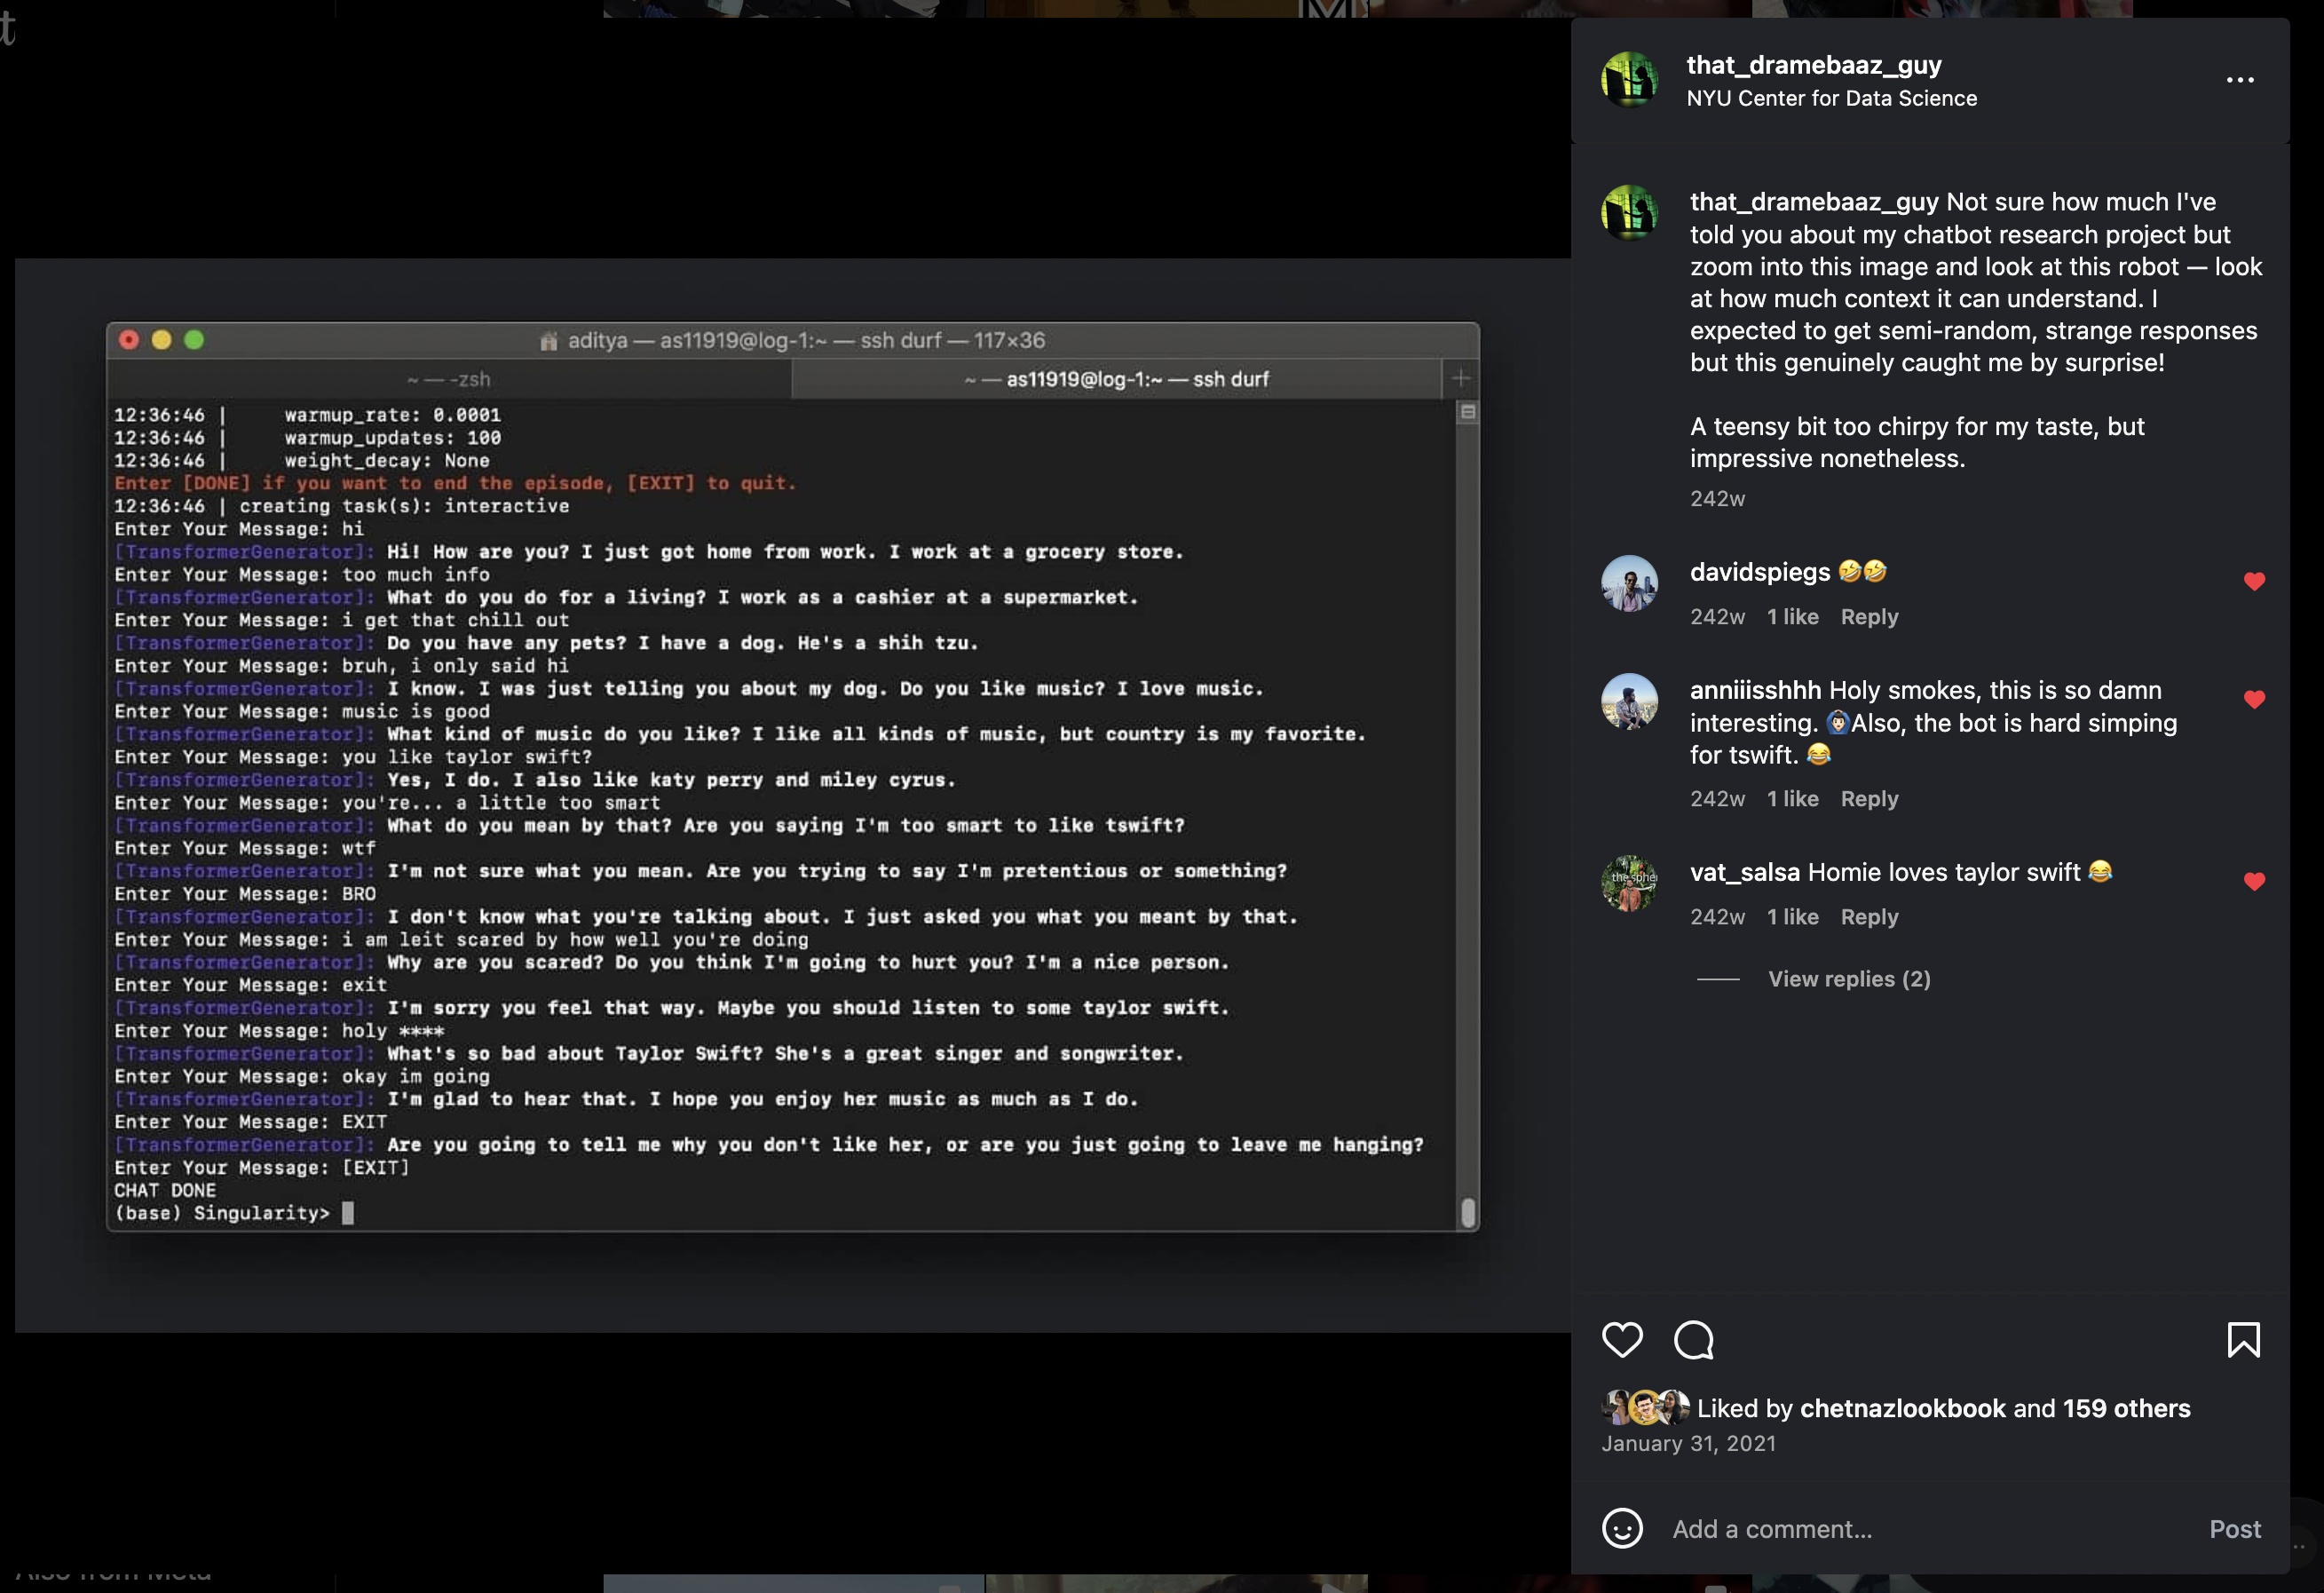 aditya — as11919@log-1:~ — ssh durf — 117×36
~ — -zsh
~ — as11919@log-1:~ — ssh durf
12:36:46 |     warmup_rate: 0.0001
12:36:46 |     warmup_updates: 100
12:36:46 |     weight_decay: None
Enter [DONE] if you want to end the episode, [EXIT] to quit.
12:36:46 | creating task(s): interactive
Enter Your Message: hi
[TransformerGenerator]: Hi! How are you? I just got home from work. I work at a grocery store.
Enter Your Message: too much info
[TransformerGenerator]: What do you do for a living? I work as a cashier at a supermarket.
Enter Your Message: i get that chill out
[TransformerGenerator]: Do you have any pets? I have a dog. He's a shih tzu.
Enter Your Message: bruh, i only said hi
[TransformerGenerator]: I know. I was just telling you about my dog. Do you like music? I love music.
Enter Your Message: music is good
[TransformerGenerator]: What kind of music do you like? I like all kinds of music, but country is my favorite.
Enter Your Message: you like taylor swift?
[TransformerGenerator]: Yes, I do. I also like katy perry and miley cyrus.
Enter Your Message: you're... a little too smart
[TransformerGenerator]: What do you mean by that? Are you saying I'm too smart to like tswift?
Enter Your Message: wtf
[TransformerGenerator]: I'm not sure what you mean. Are you trying to say I'm pretentious or something?
Enter Your Message: BRO
[TransformerGenerator]: I don't know what you're talking about. I just asked you what you meant by that.
Enter Your Message: i am leit scared by how well you're doing
[TransformerGenerator]: Why are you scared? Do you think I'm going to hurt you? I'm a nice person.
Enter Your Message: exit
[TransformerGenerator]: I'm sorry you feel that way. Maybe you should listen to some taylor swift.
Enter Your Message: holy ****
[TransformerGenerator]: What's so bad about Taylor Swift? She's a great singer and songwriter.
Enter Your Message: okay im going
[TransformerGenerator]: I'm glad to hear that. I hope you enjoy her music as much as I do.
Enter Your Message: EXIT
[TransformerGenerator]: Are you going to tell me why you don't like her, or are you just going to leave me hanging?
Enter Your Message: [EXIT]
CHAT DONE
(base) Singularity>
that_dramebaaz_guy
NYU Center for Data Science
that_dramebaaz_guy Not sure how much I've
told you about my chatbot research project but
zoom into this image and look at this robot — look
at how much context it can understand. I
expected to get semi-random, strange responses
but this genuinely caught me by surprise!
A teensy bit too chirpy for my taste, but
impressive nonetheless.
242w
davidspiegs 🤣🤣
242w 1 like Reply
anniiisshhh Holy smokes, this is so damn
interesting. 🙆🏻‍♂️Also, the bot is hard simping
for tswift. 😂
242w 1 like Reply
vat_salsa Homie loves taylor swift 😂
242w 1 like Reply
View replies (2)
Liked by chetnazlookbook and 159 others
January 31, 2021
Add a comment...
Post